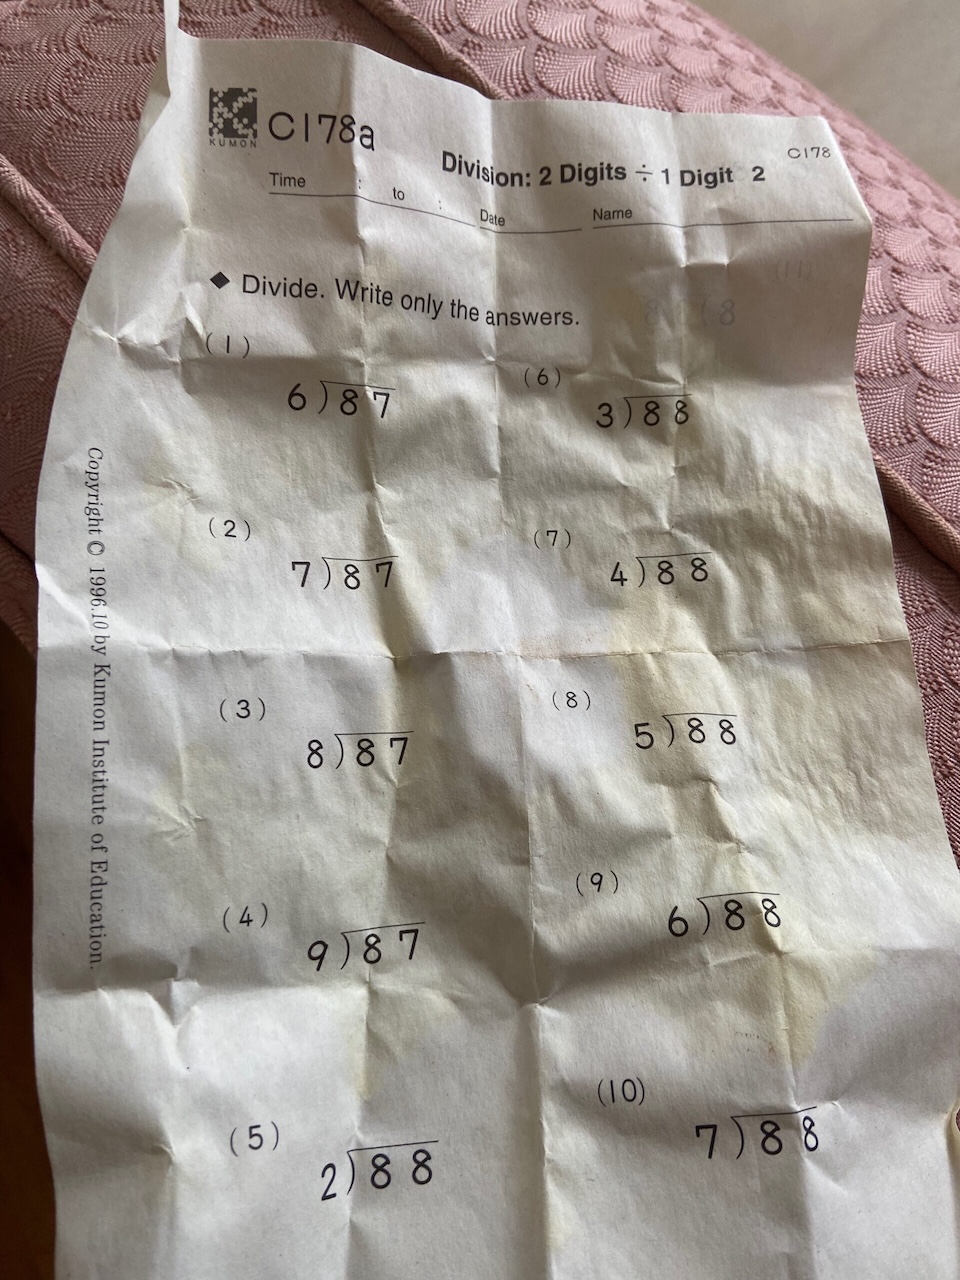 KUMON
C178a
C178
Division: 2 Digits ÷ 1 Digit 2
Time : to : Date Name
◆ Divide. Write only the answers.
(1)
6)87
(2)
7)87
(3)
8)87
(4)
9)87
(5)
2)88
(6)
3)88
(7)
4)88
(8)
5)88
(9)
6)88
(10)
7)88
Copyright © 1996.10 by Kumon Institute of Education.